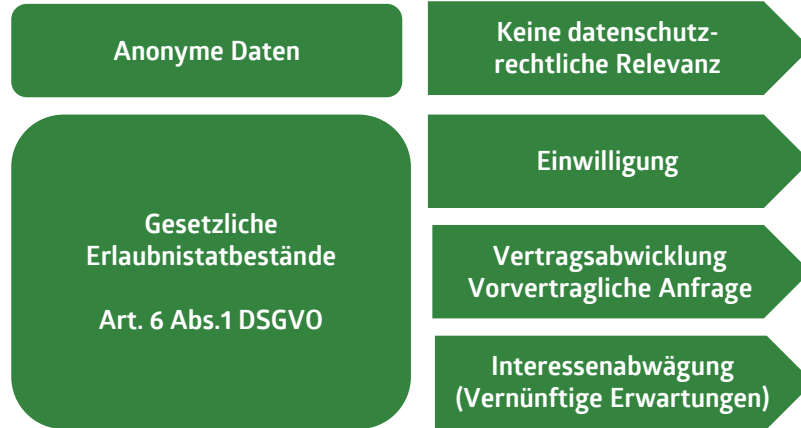 Anonyme Daten
Keine datenschutz-
rechtliche Relevanz
Gesetzliche
Erlaubnistatbestände
Art. 6 Abs.1 DSGVO
Einwilligung
Vertragsabwicklung
Vorvertragliche Anfrage
Interessenabwägung
(Vernünftige Erwartungen)